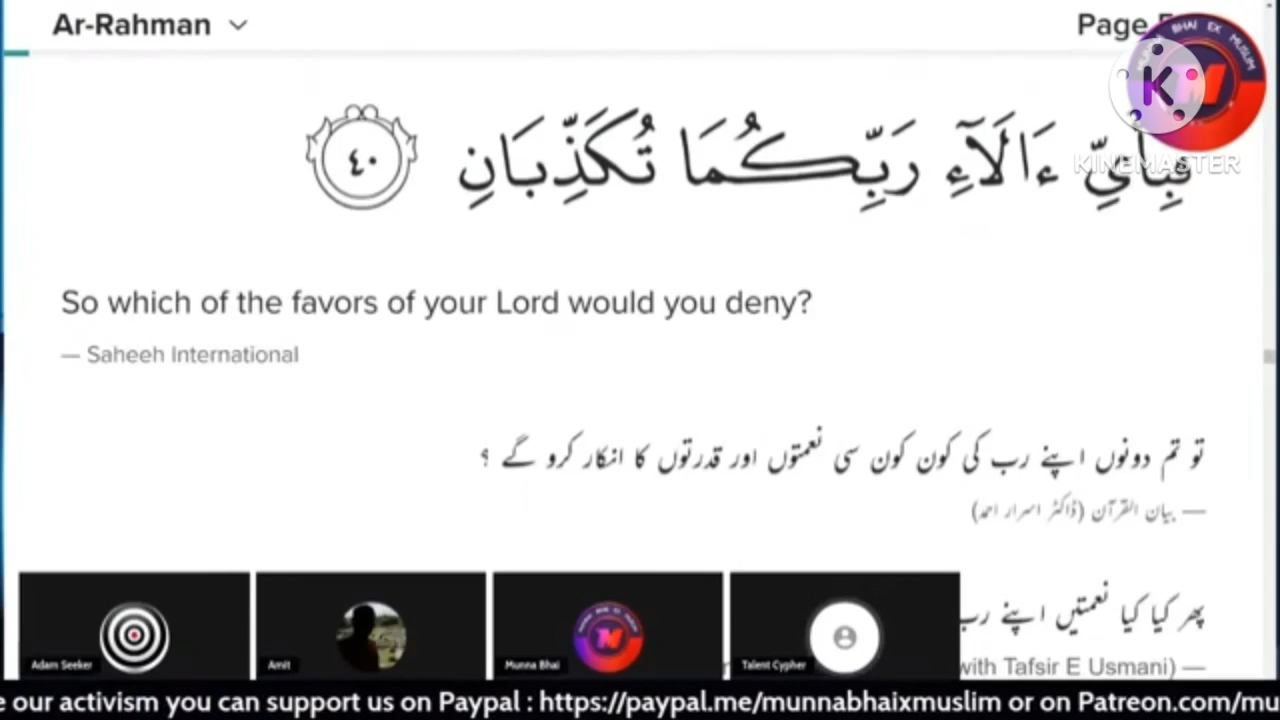 Ar-Rahman
Page
BHAI EX MUSLIM
K
KINEMASTER
فَبِأَيِّ ءَالَآءِ رَبِّكُمَا تُكَذِّبَانِ ٤٠
So which of the favors of your Lord would you deny?
— Saheeh International
تو تم دونوں اپنے رب کی کون کون سی نعمتوں اور قدرتوں کا انکار کرو گے ؟
— بیان القرآن (ڈاکٹر اسرار احمد)
پھر کیا کیا نعمتیں اپنے رب
with Tafsir E Usmani) —
Adam Seeker
Amit
Munna Bhai
Talent Cypher
e our activism you can support us on Paypal : https://paypal.me/munnabhaixmuslim or on Patreon.com/mu